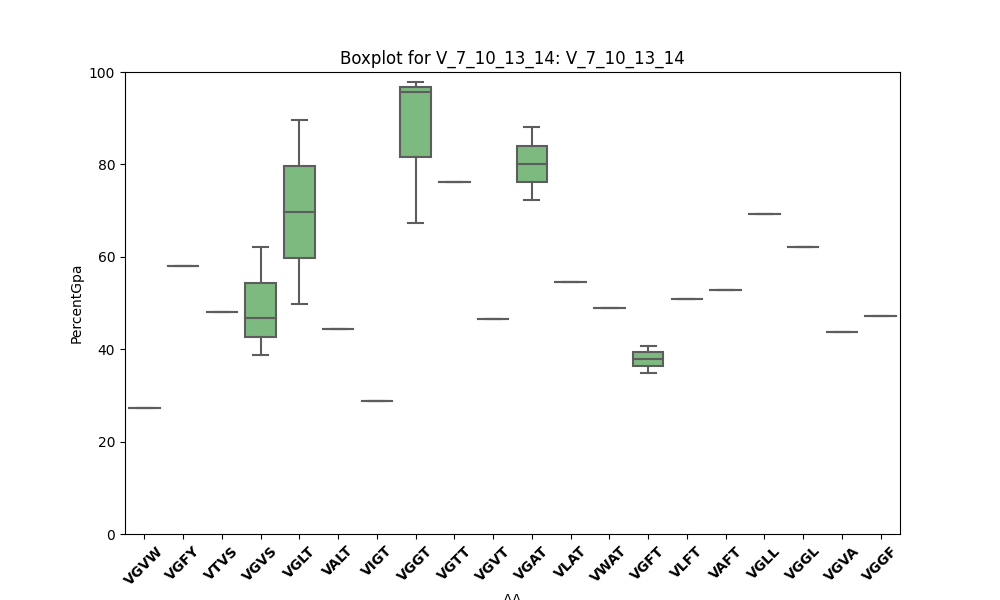 Boxplot for V_7_10_13_14: V_7_10_13_14
PercentGpa
100
80
60
40
20
0
VGVW VGFY VTVS VGVS VGLT VALT VIGT VGGT VGTT VGVT VGAT VLAT VWAT VGFT VLFT VAFT VGLL VGGL VGVA VGGF
AA